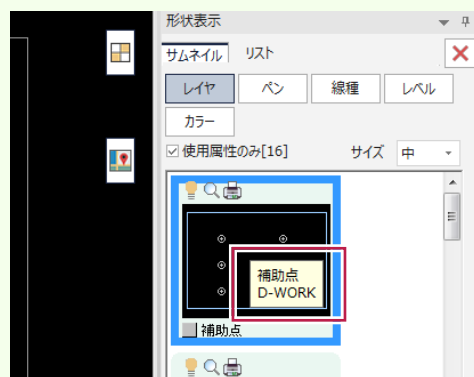 形状表示
サムネイル リスト
レイヤ ペン 線種 レベル
カラー
使用属性のみ[16] サイズ 中
補助点
D-WORK
補助点